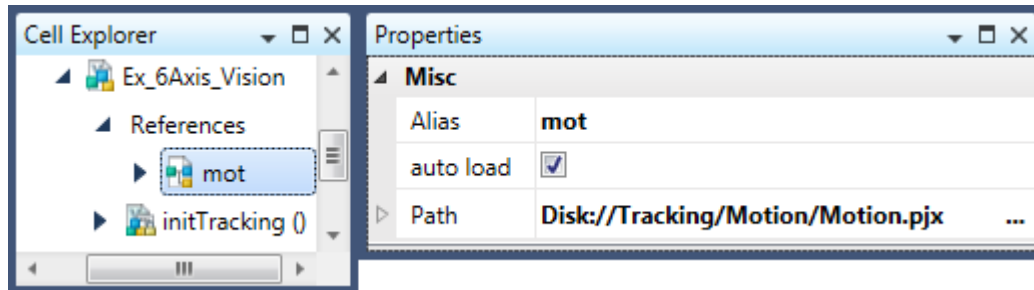 Cell Explorer
Ex_6Axis_Vision
References
mot
initTracking ()
Properties
Misc
Alias mot
auto load
Path Disk://Tracking/Motion/Motion.pjx ...